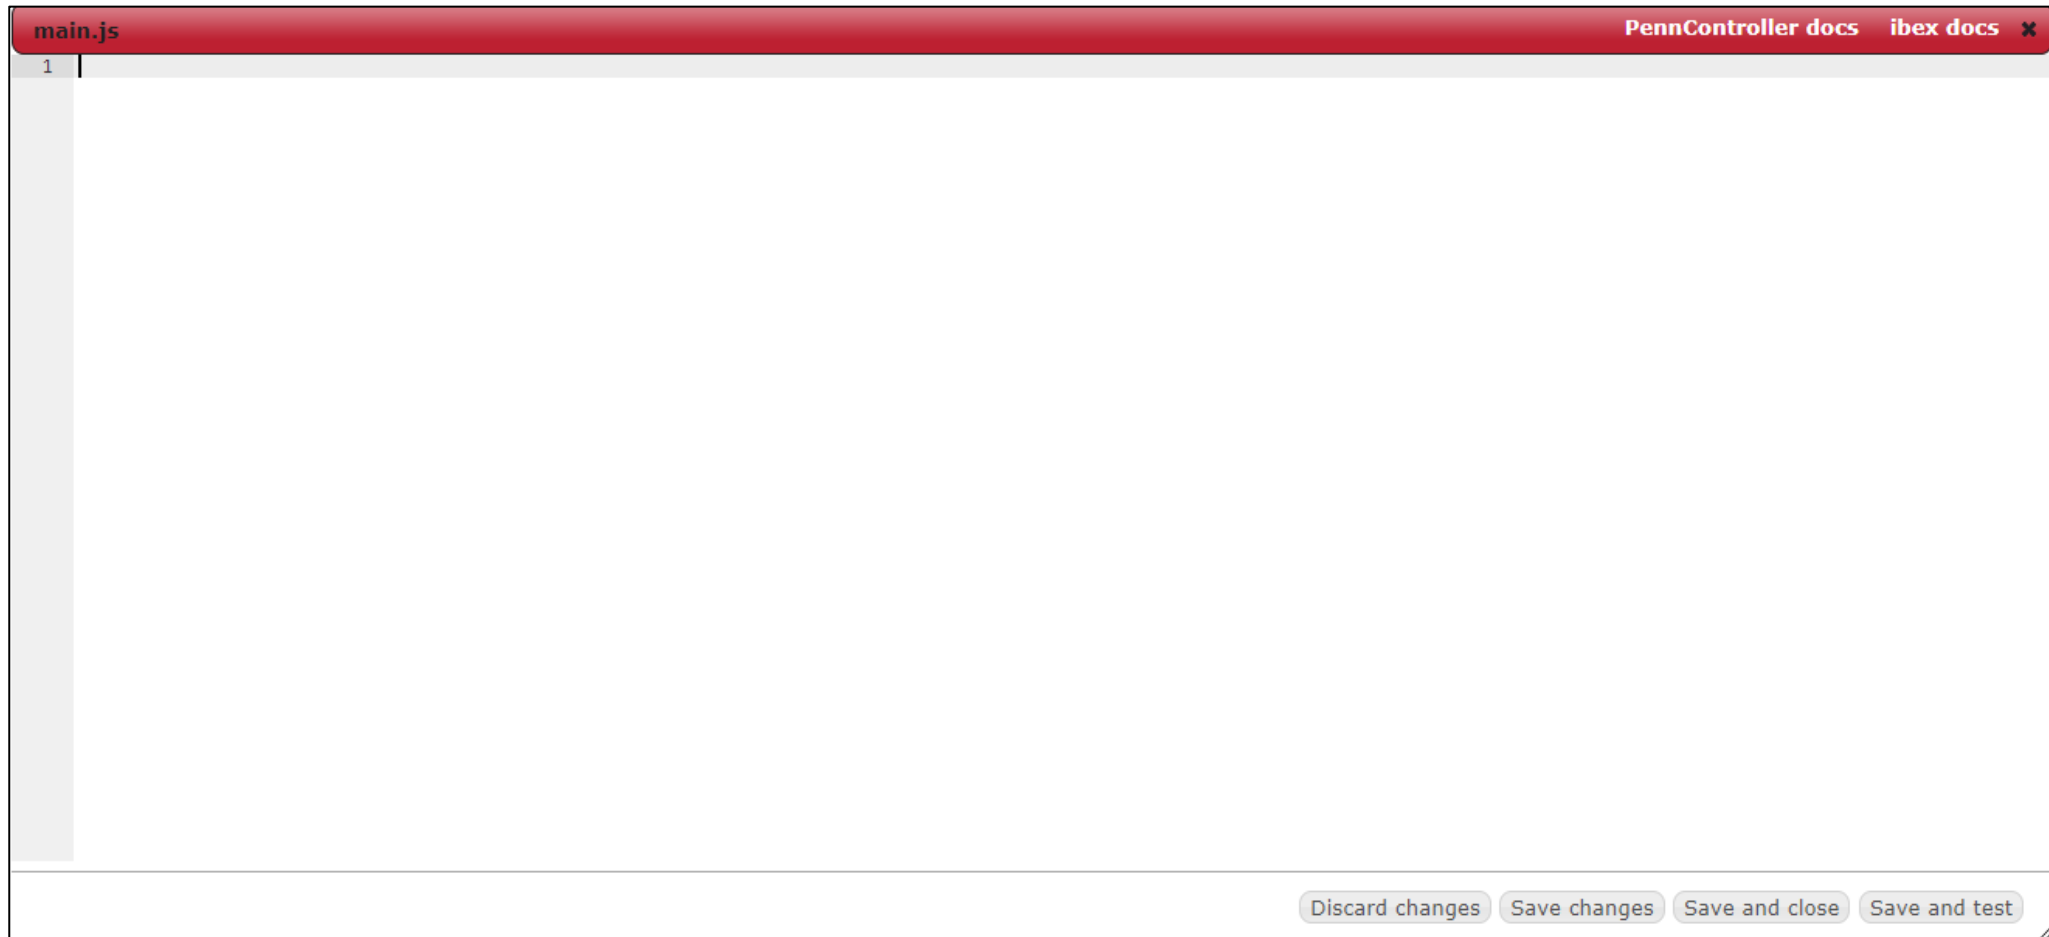 main.js PennController docs ibex docs ✖
1
Discard changes Save changes Save and close Save and test